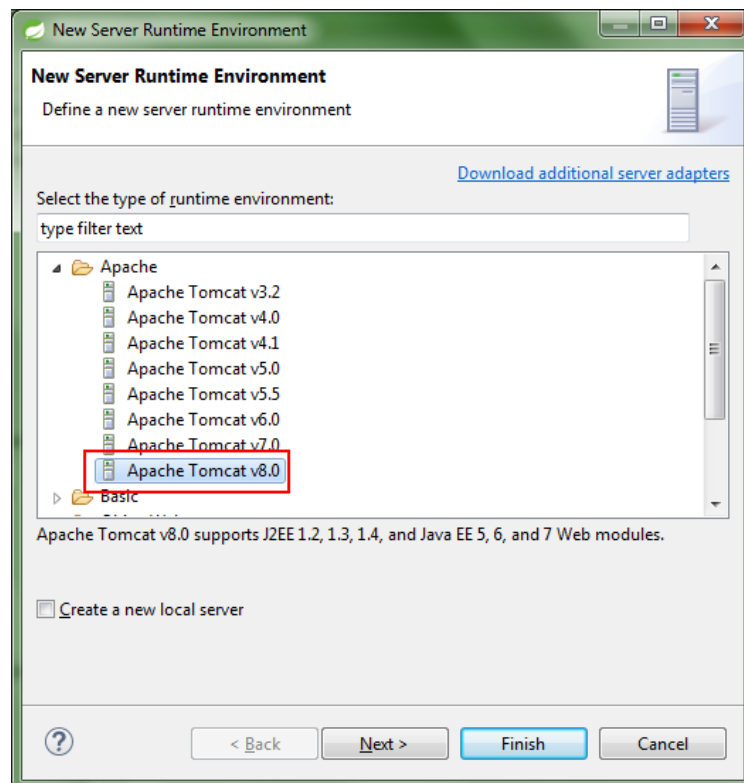 New Server Runtime Environment
New Server Runtime Environment
Define a new server runtime environment
Download additional server adapters
Select the type of runtime environment:
type filter text
Apache
Apache Tomcat v3.2
Apache Tomcat v4.0
Apache Tomcat v4.1
Apache Tomcat v5.0
Apache Tomcat v5.5
Apache Tomcat v6.0
Apache Tomcat v7.0
Apache Tomcat v8.0
Basic
Apache Tomcat v8.0 supports J2EE 1.2, 1.3, 1.4, and Java EE 5, 6, and 7 Web modules.
Create a new local server
? < Back Next > Finish Cancel